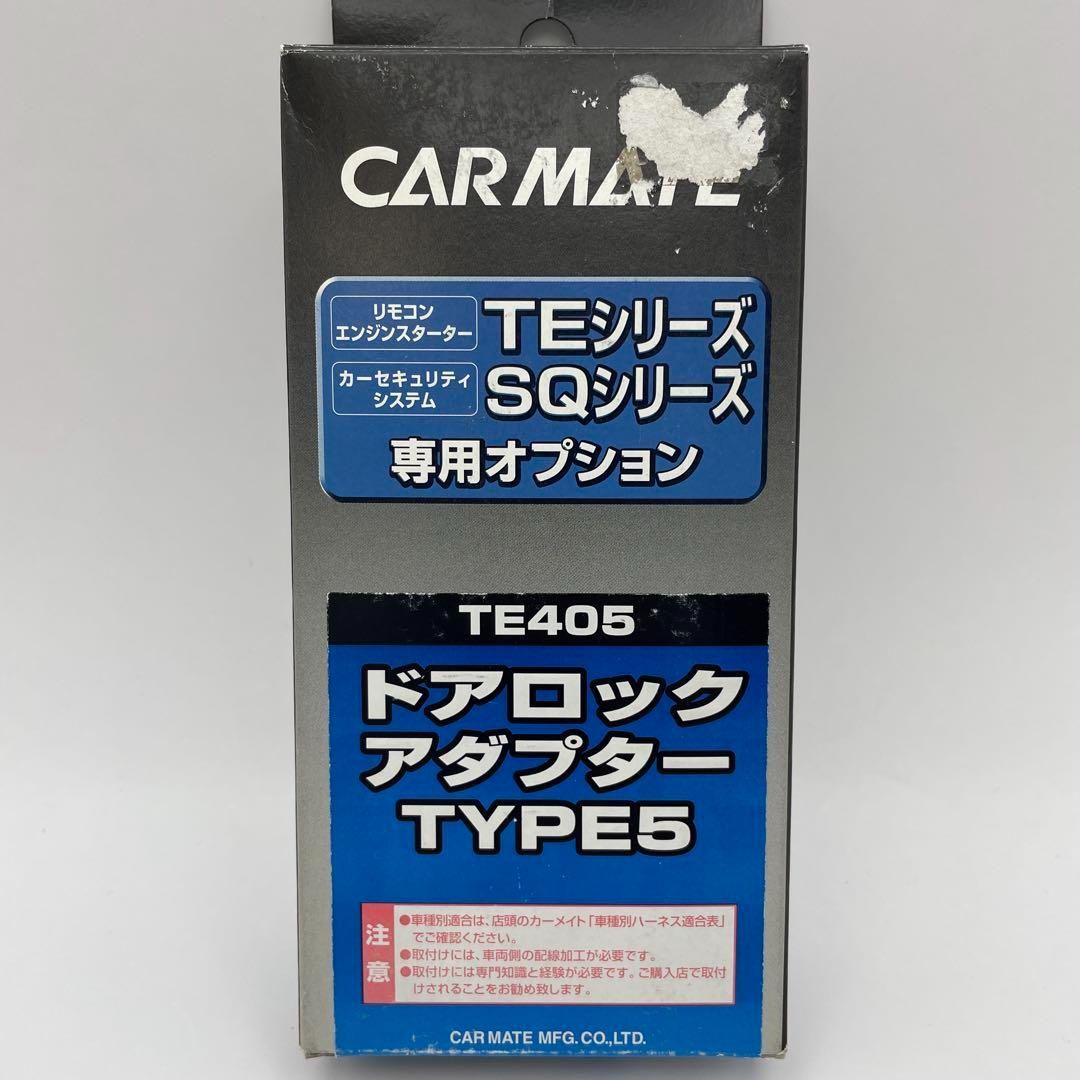 CAR MATE
リモコン
エンジンスターター
TEシリーズ
カーセキュリティ
システム
SQシリーズ
専用オプション
TE405
ドアロック
アダプター
TYPE5
注意
●車種別適合は、店頭のカーメイト「車種別ハーネス適合表」
でご確認ください。
●取付けには、車両側の配線加工が必要です。
●取付けには専門知識と経験が必要です。ご購入店で取付
けされることをお勧め致します。
CAR MATE MFG.CO.,LTD.